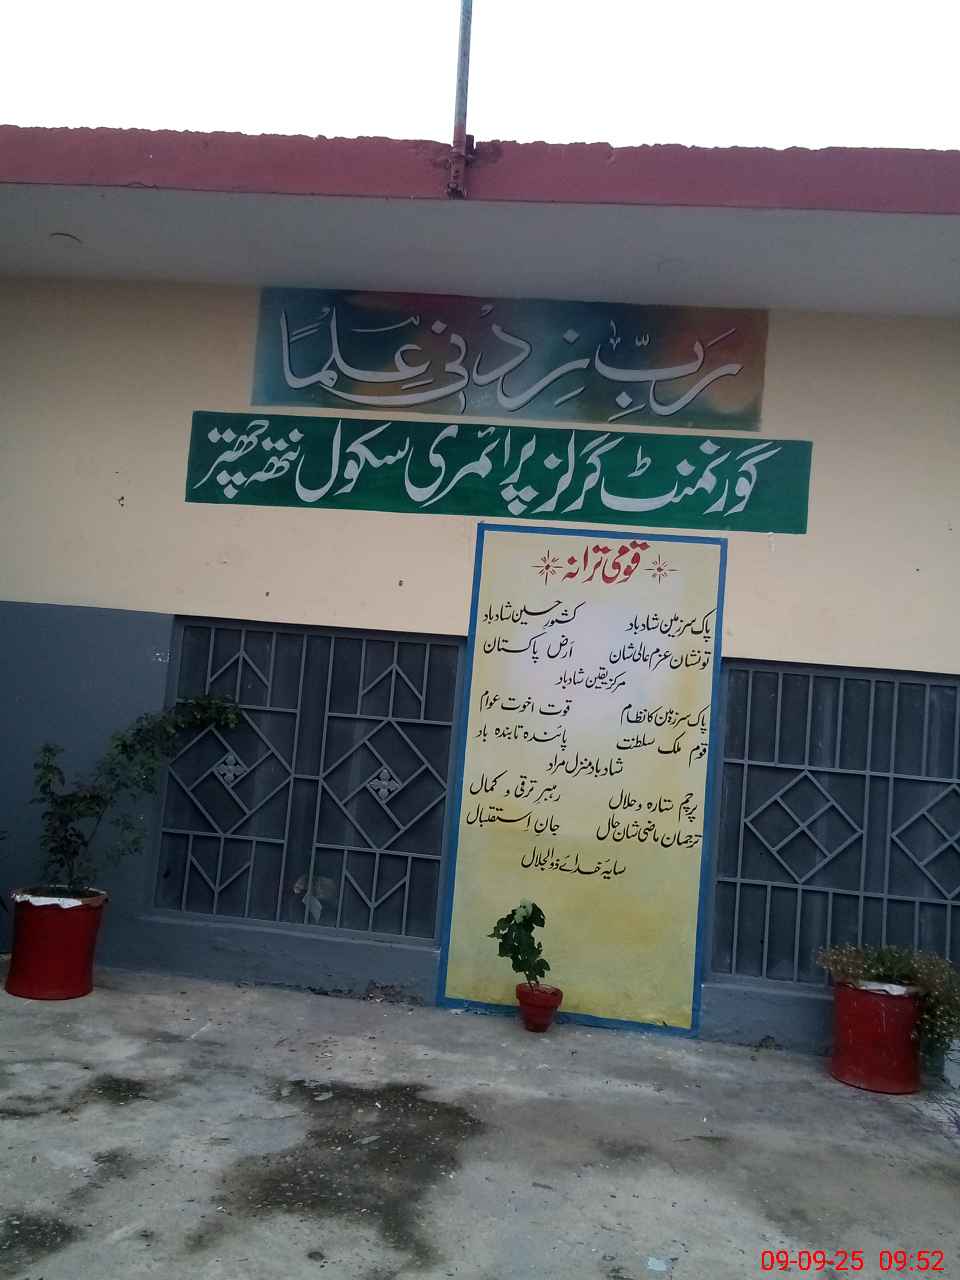 رَبِّ زِدْنِی عِلْمًا
گورنمنٹ گرلز پرائمری سکول نتھہ چھتر
قومی ترانہ
پاک سرزمین شاد باد کشور حسین شاد باد
تو نشان عزم عالی شان ارض پاکستان
مرکز یقین شاد باد
پاک سرزمین کا نظام قوت اخوت عوام
قوم ملک سلطنت پائندہ تابندہ باد
شاد باد منزل مراد
پرچم ستارہ و حلال رہبر ترقی و کمال
ترجمان ماضی شان حال جان استقبال
سایۂ خدائے ذوالجلال
09-09-25 09:52